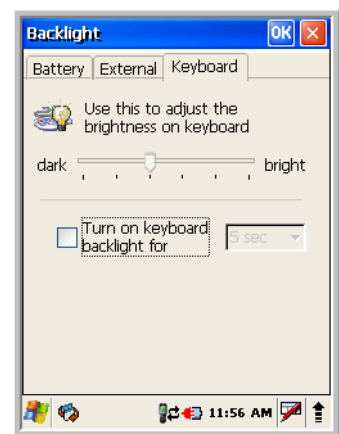 Backlight OK
Battery External Keyboard
Use this to adjust the
brightness on keyboard
dark bright
Turn on keyboard
backlight for
5 sec
11:56 AM